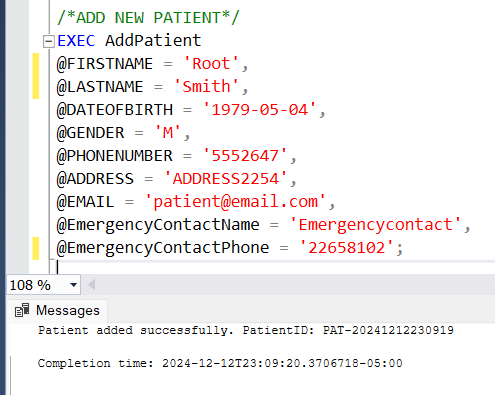 /*ADD NEW PATIENT*/
EXEC AddPatient
@FIRSTNAME = 'Root',
@LASTNAME = 'Smith',
@DATEOFBIRTH = '1979-05-04',
@GENDER = 'M',
@PHONENUMBER = '5552647',
@ADDRESS = 'ADDRESS2254',
@EMAIL = 'patient@email.com',
@EmergencyContactName = 'Emergencycontact',
@EmergencyContactPhone = '22658102';
108 %
Messages
Patient added successfully. PatientID: PAT-20241212230919
Completion time: 2024-12-12T23:09:20.3706718-05:00